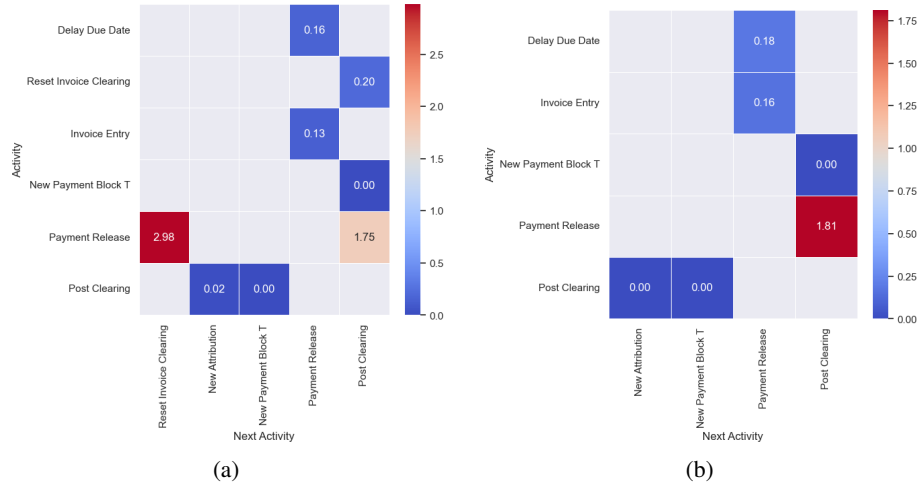 Delay Due Date
Reset Invoice Clearing
Invoice Entry
New Payment Block T
Payment Release
Post Clearing
Activity
0.16
0.20
0.13
0.00
2.98 1.75
0.02 0.00
Reset Invoice Clearing
New Attribution
New Payment Block T
Payment Release
Post Clearing
Next Activity
2.5
2.0
1.5
1.0
0.5
0.0
(a)
Delay Due Date
Invoice Entry
New Payment Block T
Payment Release
Post Clearing
Activity
0.18
0.16
0.00
1.81
0.00 0.00
New Attribution
New Payment Block T
Payment Release
Post Clearing
Next Activity
1.75
1.50
1.25
1.00
0.75
0.50
0.25
0.00
(b)